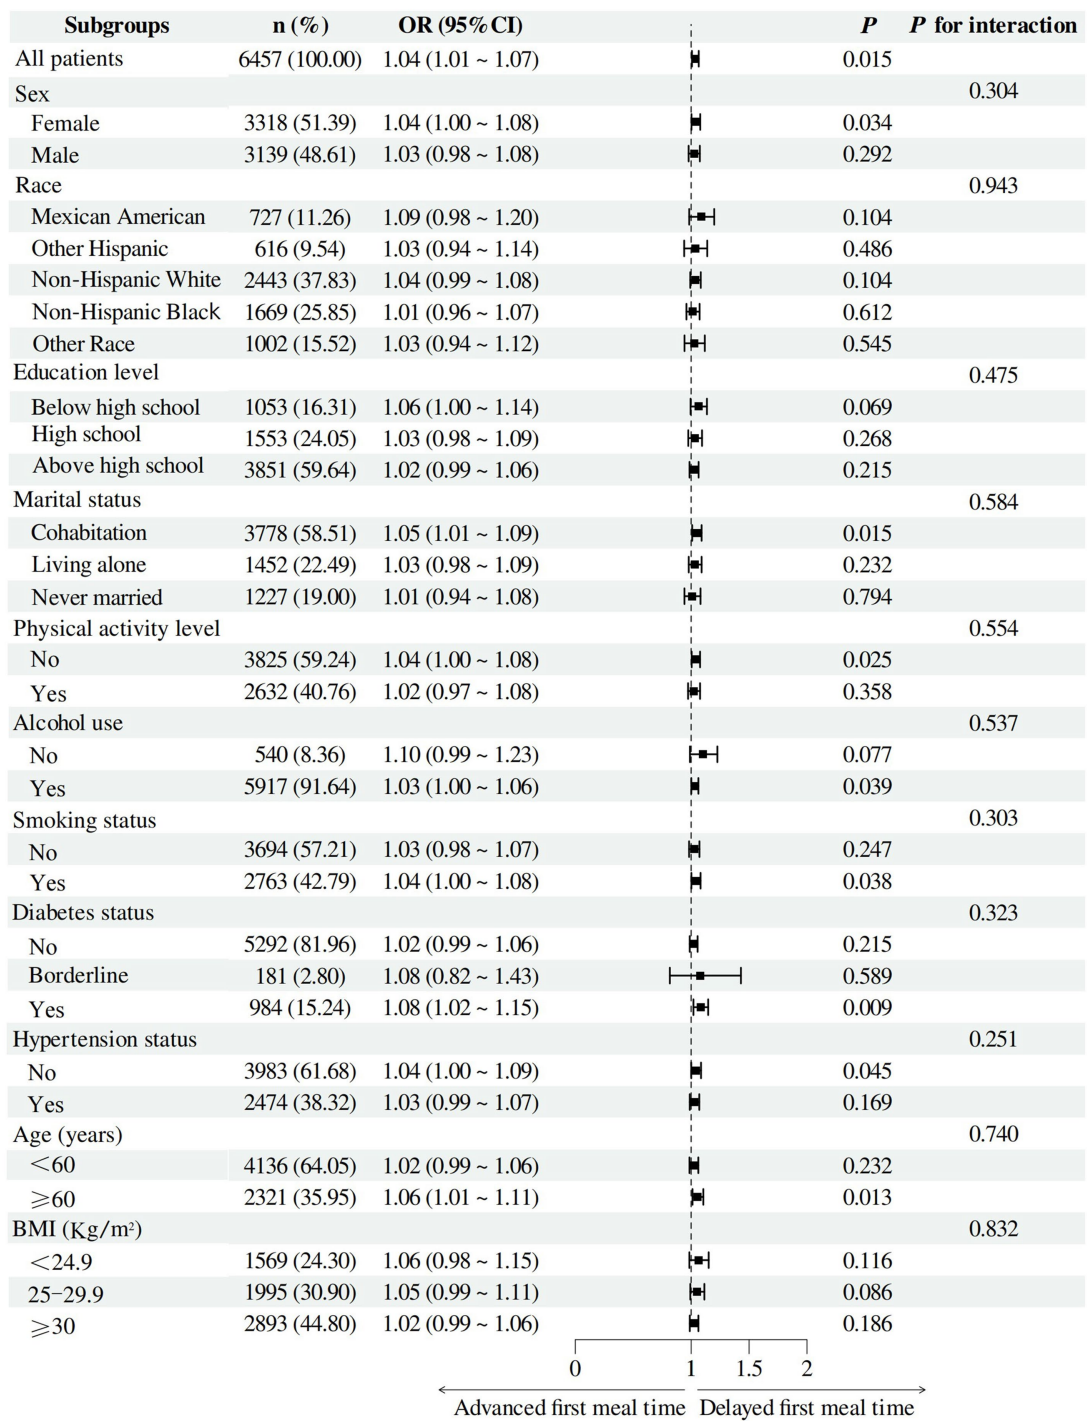 Subgroups n (%) OR (95%CI) P P for interaction
All patients 6457 (100.00) 1.04 (1.01 ~ 1.07) 0.015
Sex 0.304
Female 3318 (51.39) 1.04 (1.00 ~ 1.08) 0.034
Male 3139 (48.61) 1.03 (0.98 ~ 1.08) 0.292
Race 0.943
Mexican American 727 (11.26) 1.09 (0.98 ~ 1.20) 0.104
Other Hispanic 616 (9.54) 1.03 (0.94 ~ 1.14) 0.486
Non-Hispanic White 2443 (37.83) 1.04 (0.99 ~ 1.08) 0.104
Non-Hispanic Black 1669 (25.85) 1.01 (0.96 ~ 1.07) 0.612
Other Race 1002 (15.52) 1.03 (0.94 ~ 1.12) 0.545
Education level 0.475
Below high school 1053 (16.31) 1.06 (1.00 ~ 1.14) 0.069
High school 1553 (24.05) 1.03 (0.98 ~ 1.09) 0.268
Above high school 3851 (59.64) 1.02 (0.99 ~ 1.06) 0.215
Marital status 0.584
Cohabitation 3778 (58.51) 1.05 (1.01 ~ 1.09) 0.015
Living alone 1452 (22.49) 1.03 (0.98 ~ 1.09) 0.232
Never married 1227 (19.00) 1.01 (0.94 ~ 1.08) 0.794
Physical activity level 0.554
No 3825 (59.24) 1.04 (1.00 ~ 1.08) 0.025
Yes 2632 (40.76) 1.02 (0.97 ~ 1.08) 0.358
Alcohol use 0.537
No 540 (8.36) 1.10 (0.99 ~ 1.23) 0.077
Yes 5917 (91.64) 1.03 (1.00 ~ 1.06) 0.039
Smoking status 0.303
No 3694 (57.21) 1.03 (0.98 ~ 1.07) 0.247
Yes 2763 (42.79) 1.04 (1.00 ~ 1.08) 0.038
Diabetes status 0.323
No 5292 (81.96) 1.02 (0.99 ~ 1.06) 0.215
Borderline 181 (2.80) 1.08 (0.82 ~ 1.43) 0.589
Yes 984 (15.24) 1.08 (1.02 ~ 1.15) 0.009
Hypertension status 0.251
No 3983 (61.68) 1.04 (1.00 ~ 1.09) 0.045
Yes 2474 (38.32) 1.03 (0.99 ~ 1.07) 0.169
Age (years) 0.740
＜60 4136 (64.05) 1.02 (0.99 ~ 1.06) 0.232
⩾60 2321 (35.95) 1.06 (1.01 ~ 1.11) 0.013
BMI (Kg/m²) 0.832
＜24.9 1569 (24.30) 1.06 (0.98 ~ 1.15) 0.116
25−29.9 1995 (30.90) 1.05 (0.99 ~ 1.11) 0.086
⩾30 2893 (44.80) 1.02 (0.99 ~ 1.06) 0.186
0 1 1.5 2
Advanced first meal time Delayed first meal time